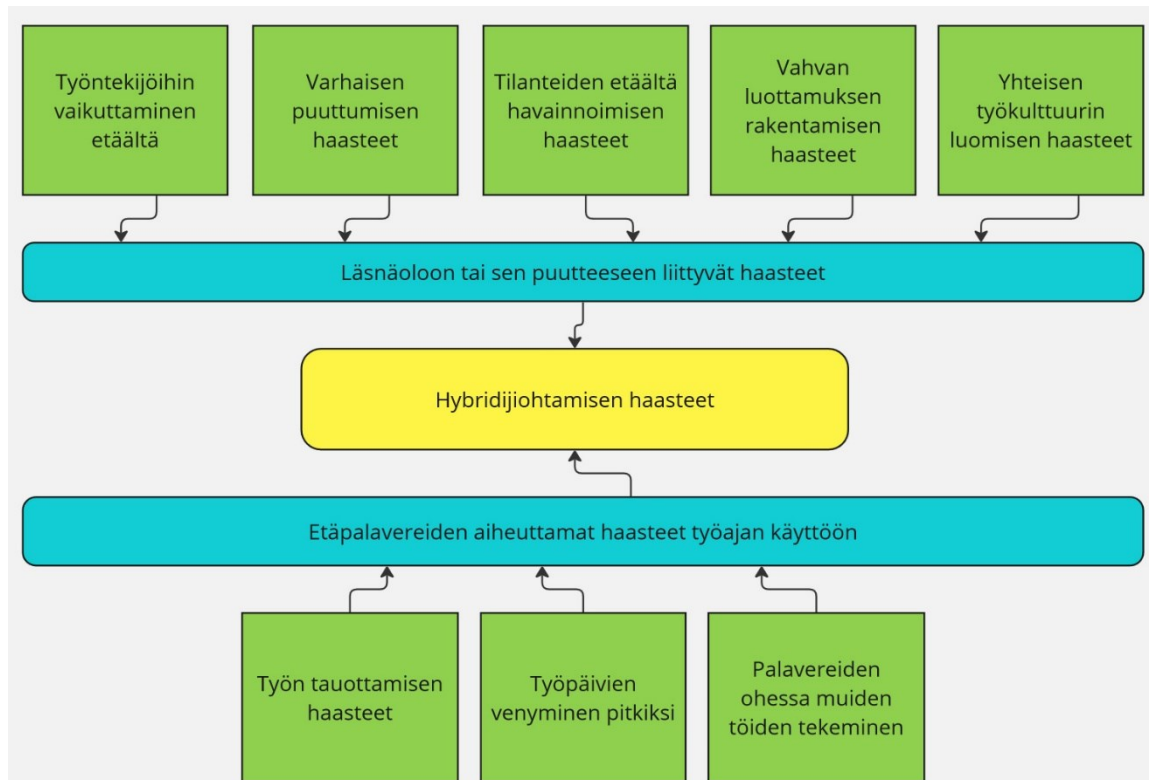 Työntekijöihin
vaikuttaminen
etäältä
Varhaisen
puuttumisen
haasteet
Tilanteiden etäältä
havainnoimisen
haasteet
Vahvan
luottamuksen
rakentamisen
haasteet
Yhteisen
työkulttuurin
luomisen haasteet
Läsnäoloon tai sen puutteeseen liittyvät haasteet
Hybridijiohtamisen haasteet
Etäpalavereiden aiheuttamat haasteet työajan käyttöön
Työn tauottamisen
haasteet
Työpäivien
venyminen pitkiksi
Palavereiden
ohessa muiden
töiden tekeminen